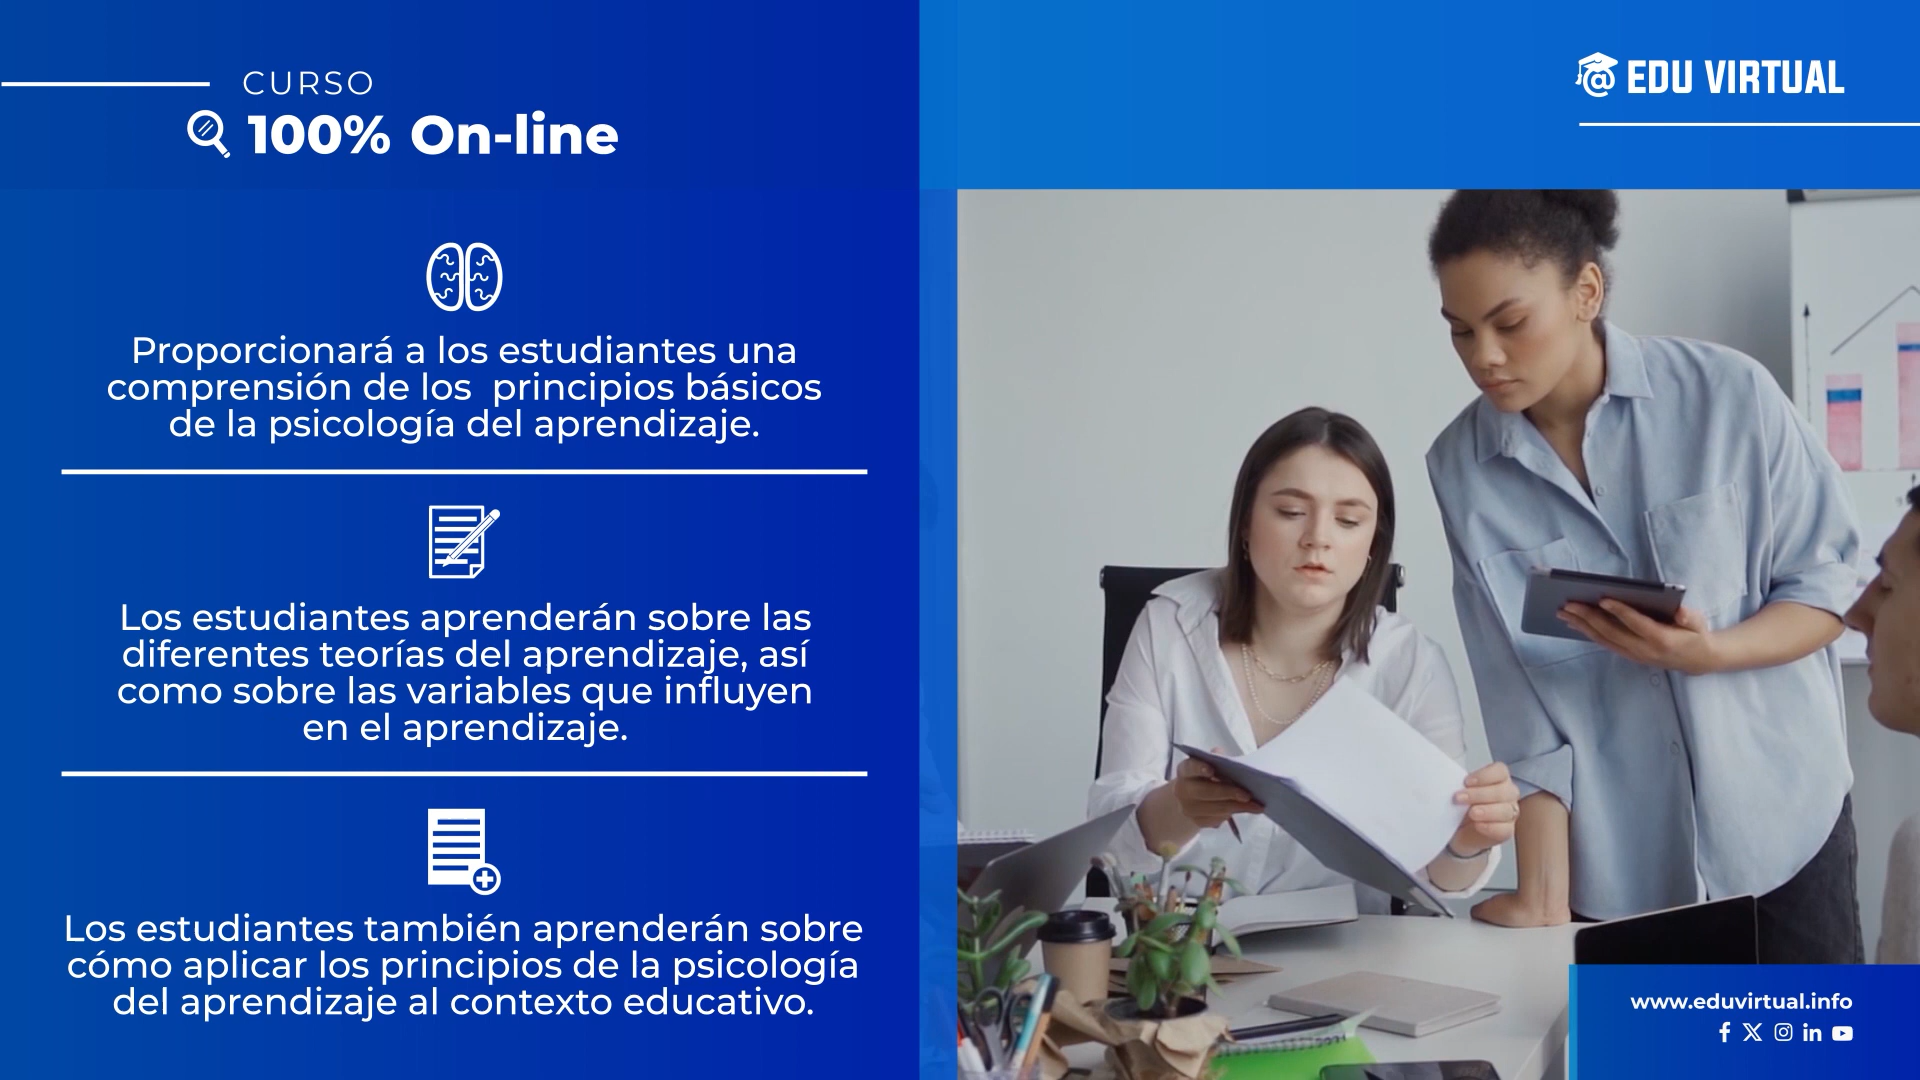 CURSO
100% On-line
EDU VIRTUAL
Proporcionará a los estudiantes una
comprensión de los principios básicos
de la psicología del aprendizaje.
Los estudiantes aprenderán sobre las
diferentes teorías del aprendizaje, así
como sobre las variables que influyen
en el aprendizaje.
Los estudiantes también aprenderán sobre
cómo aplicar los principios de la psicología
del aprendizaje al contexto educativo.
www.eduvirtual.info